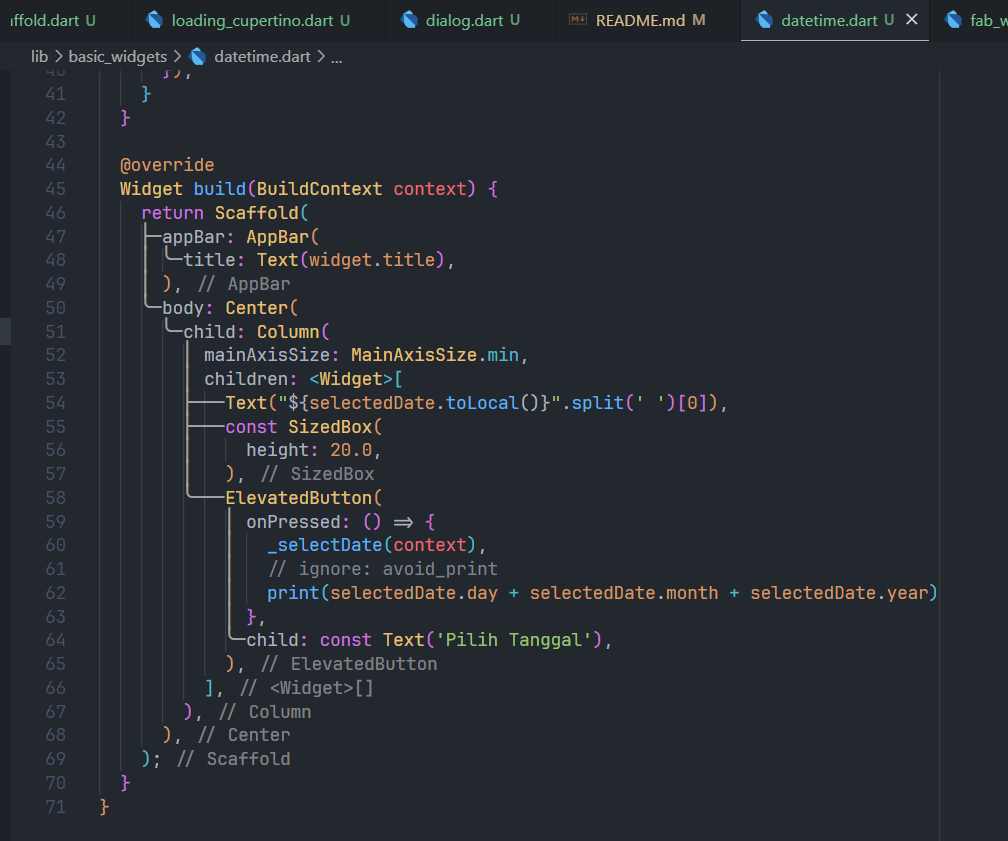 ffold.dart U loading_cupertino.dart U dialog.dart U README.md M datetime.dart U × fab_w
lib > basic_widgets > datetime.dart > ...
40 });
41 }
42 }
43
44 @override
45 Widget build(BuildContext context) {
46 return Scaffold(
47 appBar: AppBar(
48 title: Text(widget.title),
49 ), // AppBar
50 body: Center(
51 child: Column(
52 mainAxisSize: MainAxisSize.min,
53 children: <Widget>[
54 Text("${selectedDate.toLocal()}".split(' ')[0]),
55 const SizedBox(
56 height: 20.0,
57 ), // SizedBox
58 ElevatedButton(
59 onPressed: () => {
60 _selectDate(context),
61 // ignore: avoid_print
62 print(selectedDate.day + selectedDate.month + selectedDate.year)
63 },
64 child: const Text('Pilih Tanggal'),
65 ), // ElevatedButton
66 ], // <Widget>[]
67 ), // Column
68 ), // Center
69 ); // Scaffold
70 }
71 }